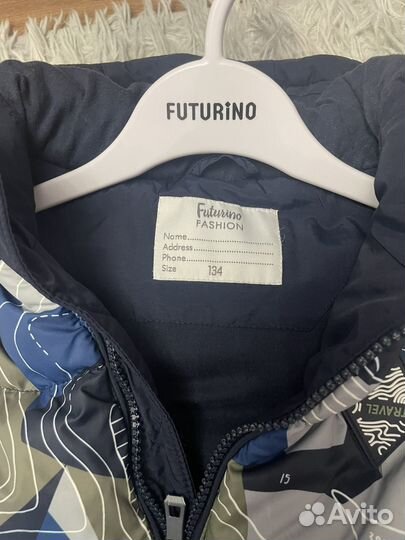 FUTURiNO
Futurino
FASHION
Name
Address
Phone
Size 134
TRAVEL
15
Avito